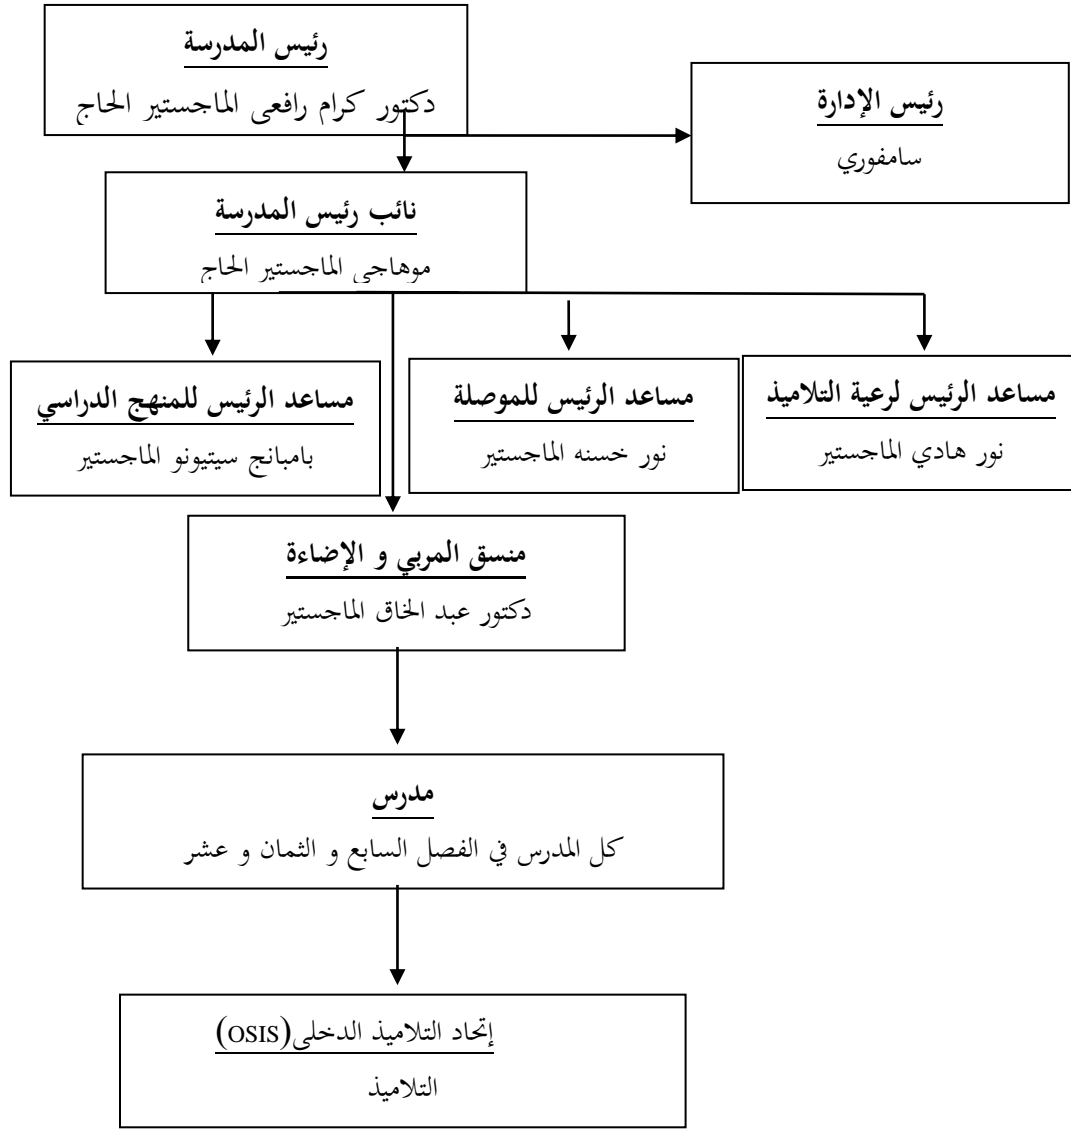 رئيس المدرسة
دكتور كرام رافعى الماجستير الحاج
رئيس الإدارة
سامفوري
نائب رئيس المدرسة
موهاجى الماجستير الحاج
مساعد الرئيس لرعية التلاميذ
نور هادي الماجستير
مساعد الرئيس للموصلة
نور خسنه الماجستير
مساعد الرئيس للمنهج الدراسي
بامبانج سيتيونو الماجستير
منسق المربي و الإضاءة
دكتور عبد الخاق الماجستير
مدرس
كل المدرس في الفصل السابع و الثمان و عشر
إتحاد التلاميذ الدخلى(OSIS)
التلاميذ